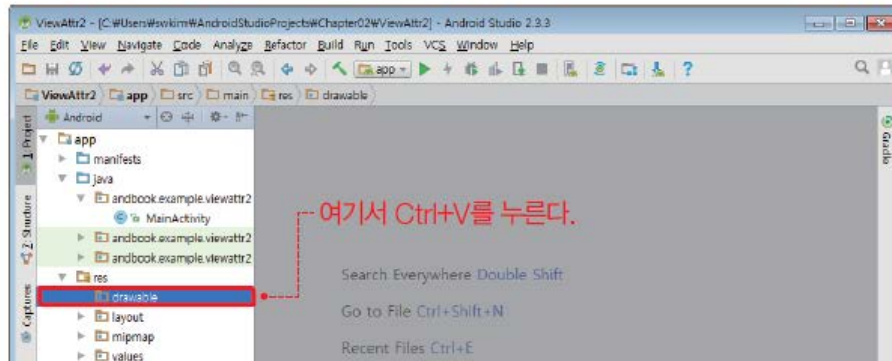 ViewAttr2 - [C:₩Users₩swkim₩AndroidStudioProjects₩Chapter02₩ViewAttr2] - Android Studio 2.3.3
File Edit View Navigate Code Analyze Refactor Build Run Tools VCS Window Help
app
ViewAttr2 app src main res drawable
Android
1: Project
app
manifests
java
andbook.example.viewattr2
MainActivity
andbook.example.viewattr2
andbook.example.viewattr2
res
drawable
layout
mipmap
values
Z: Structure
Captures
Gradle
여기서 Ctrl+V를 누른다.
Search Everywhere Double Shift
Go to File Ctrl+Shift+N
Recent Files Ctrl+E